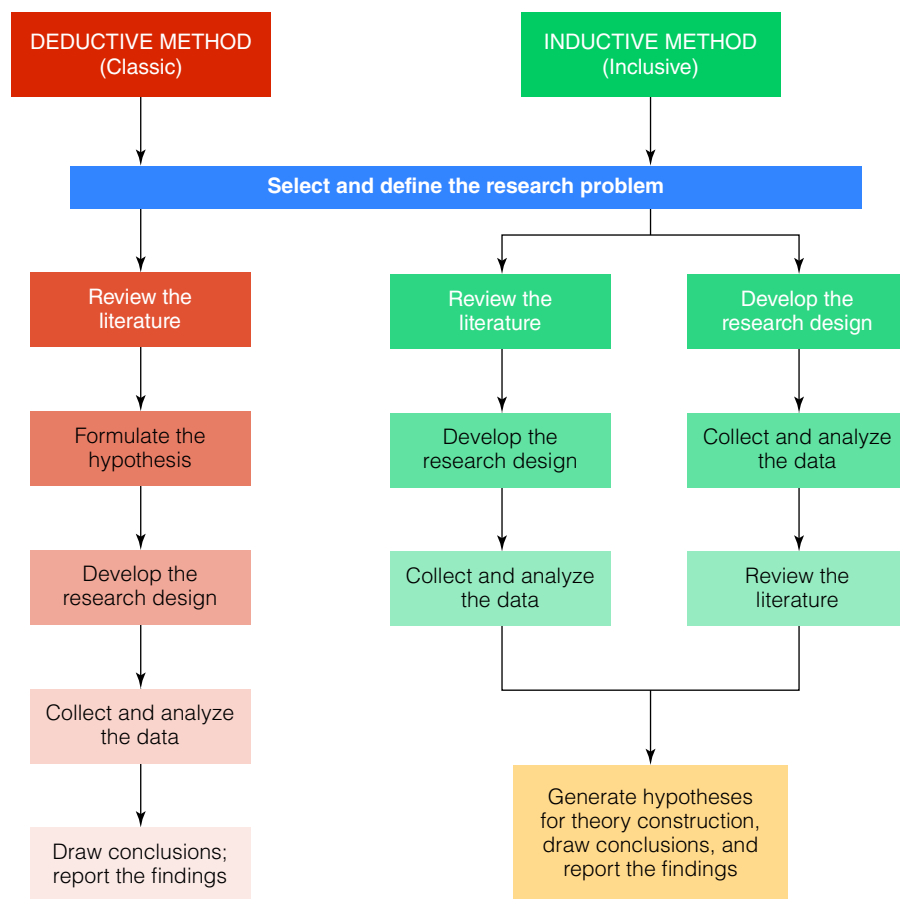 DEDUCTIVE METHOD
(Classic)
INDUCTIVE METHOD
(Inclusive)
Select and define the research problem
Review the
literature
Formulate the
hypothesis
Develop the
research design
Collect and analyze
the data
Draw conclusions;
report the findings
Review the
literature
Develop the
research design
Collect and analyze
the data
Develop the
research design
Collect and analyze
the data
Review the
literature
Generate hypotheses
for theory construction,
draw conclusions, and
report the findings